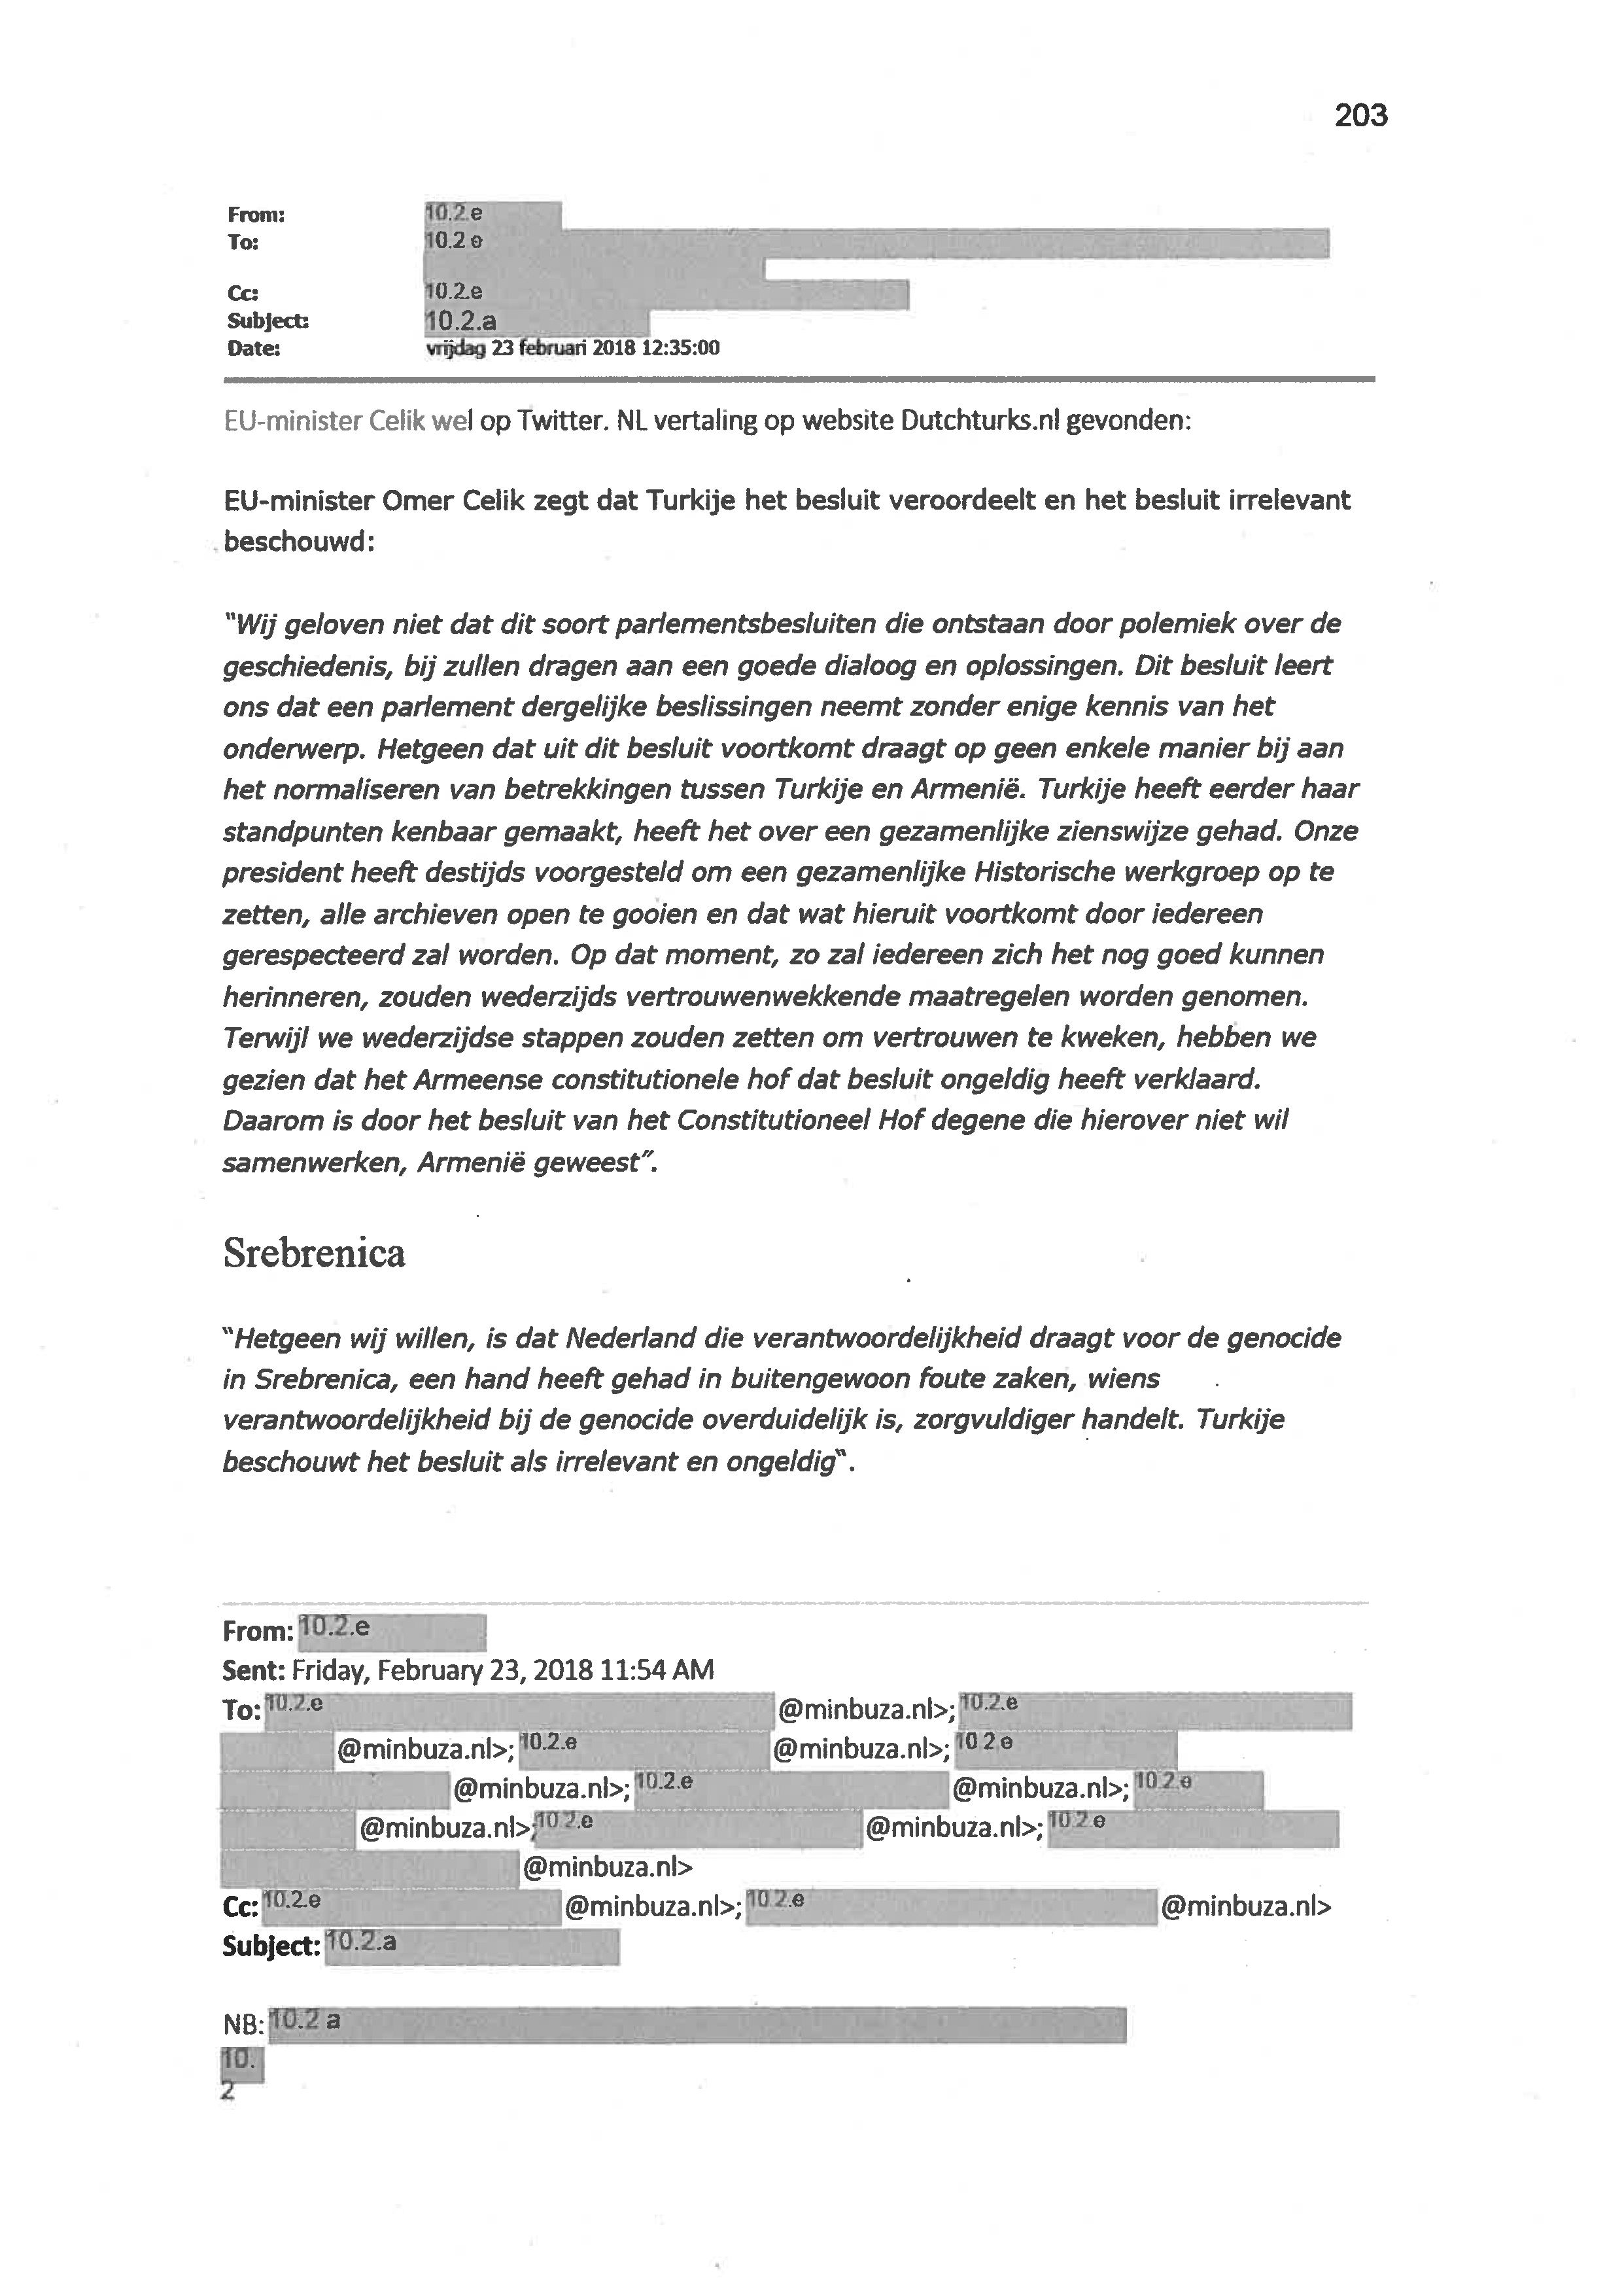 203
From: 10.2.e
To: 10.2 e
Cc: 10.2.e
Subject: 10.2.a
Date: vrijdag 23 februari 2018 12:35:00
EU-minister Celik wel op Twitter. NL vertaling op website Dutchturks.nl gevonden:
EU-minister Omer Celik zegt dat Turkije het besluit veroordeelt en het besluit irrelevant
beschouwd:
"Wij geloven niet dat dit soort parlementsbesluiten die ontstaan door polemiek over de
geschiedenis, bij zullen dragen aan een goede dialoog en oplossingen. Dit besluit leert
ons dat een parlement dergelijke beslissingen neemt zonder enige kennis van het
onderwerp. Hetgeen dat uit dit besluit voortkomt draagt op geen enkele manier bij aan
het normaliseren van betrekkingen tussen Turkije en Armenië. Turkije heeft eerder haar
standpunten kenbaar gemaakt, heeft het over een gezamenlijke zienswijze gehad. Onze
president heeft destijds voorgesteld om een gezamenlijke Historische werkgroep op te
zetten, alle archieven open te gooien en dat wat hieruit voortkomt door iedereen
gerespecteerd zal worden. Op dat moment, zo zal iedereen zich het nog goed kunnen
herinneren, zouden wederzijds vertrouwenwekkende maatregelen worden genomen.
Terwijl we wederzijdse stappen zouden zetten om vertrouwen te kweken, hebben we
gezien dat het Armeense constitutionele hof dat besluit ongeldig heeft verklaard.
Daarom is door het besluit van het Constitutioneel Hof degene die hierover niet wil
samenwerken, Armenië geweest".
Srebrenica
"Hetgeen wij willen, is dat Nederland die verantwoordelijkheid draagt voor de genocide
in Srebrenica, een hand heeft gehad in buitengewoon foute zaken, wiens
verantwoordelijkheid bij de genocide overduidelijk is, zorgvuldiger handelt. Turkije
beschouwt het besluit als irrelevant en ongeldig".
From: 10.2.e
Sent: Friday, February 23, 2018 11:54 AM
To: 10.2.e @minbuza.nl>; 10.2.e
@minbuza.nl>; 10.2.e @minbuza.nl>; 10 2 e
@minbuza.nl>; 10.2.e @minbuza.nl>; 10 2 e
@minbuza.nl>; 10 2.e @minbuza.nl>; 10 2 e
@minbuza.nl>
Cc: 10.2.e @minbuza.nl>; 10 2.e @minbuza.nl>
Subject: 10.2.a
NB: 10.2 a
10.
2